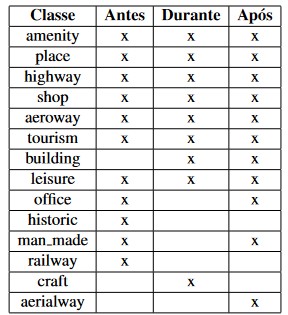 Classe Antes Durante Após
amenity x x x
place x x x
highway x x x
shop x x x
aeroway x x x
tourism x x x
building x x
leisure x x x
office x x
historic x
man_made x x
railway x
craft x
aerialway x